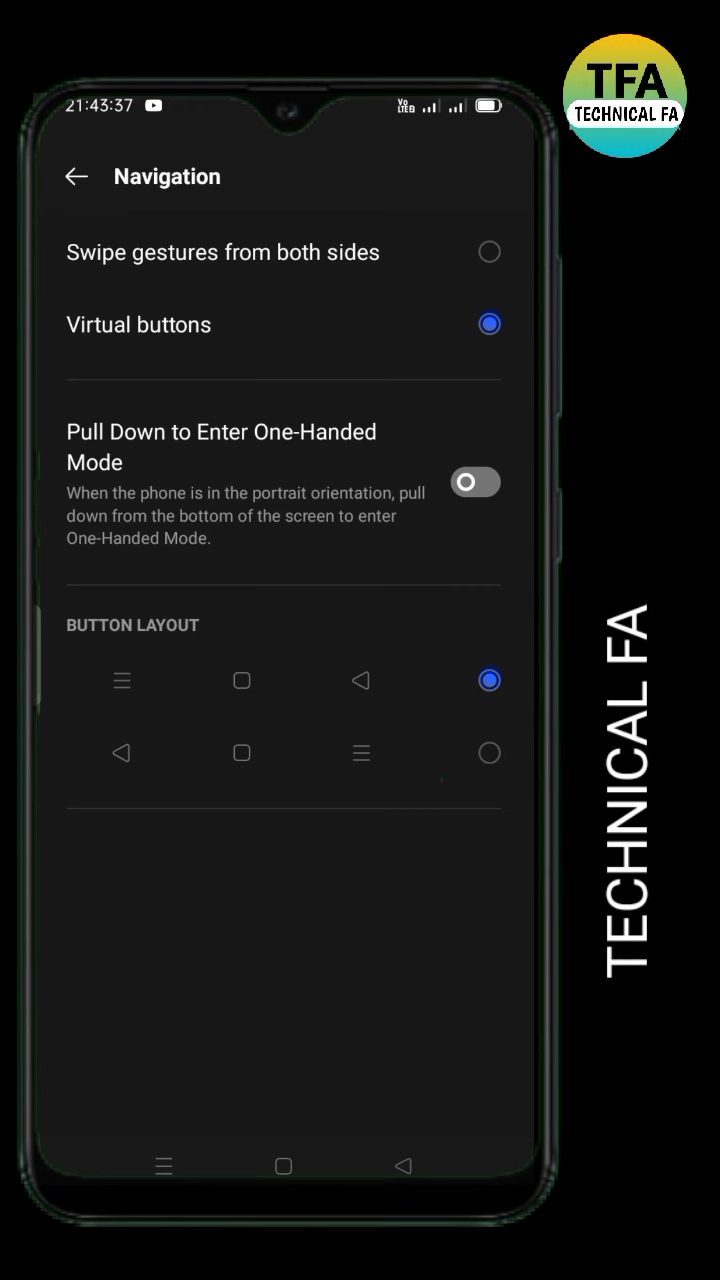 TFA
TECHNICAL FA
21:43:37
Vo
LTE2
Navigation
Swipe gestures from both sides
Virtual buttons
Pull Down to Enter One-Handed
Mode
When the phone is in the portrait orientation, pull
down from the bottom of the screen to enter
One-Handed Mode.
BUTTON LAYOUT
TECHNICAL FA